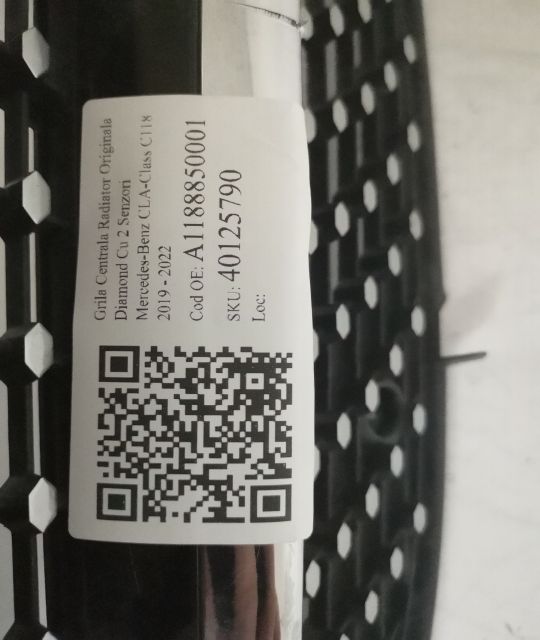 Grila Centrala Radiator Originala
Diamond Cu 2 Senzori
Mercedes-Benz CLA-Class C118
2019 - 2022
Cod OE: A1188850001
SKU: 40125790
Loc: